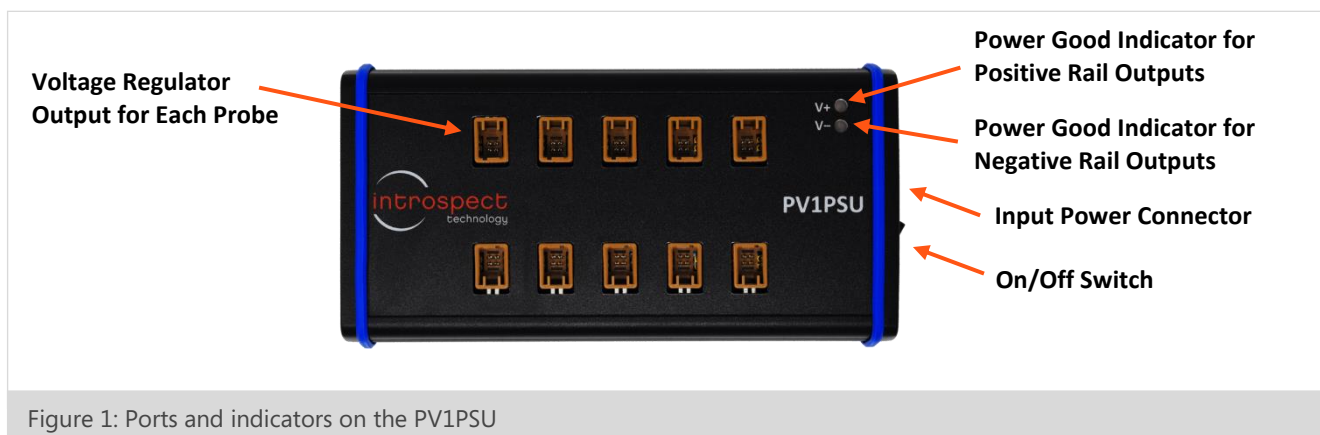 Voltage Regulator
Output for Each Probe
Power Good Indicator for
Positive Rail Outputs
V+
V−
Power Good Indicator for
Negative Rail Outputs
introspect
technology
PV1PSU
Input Power Connector
On/Off Switch
Figure 1: Ports and indicators on the PV1PSU